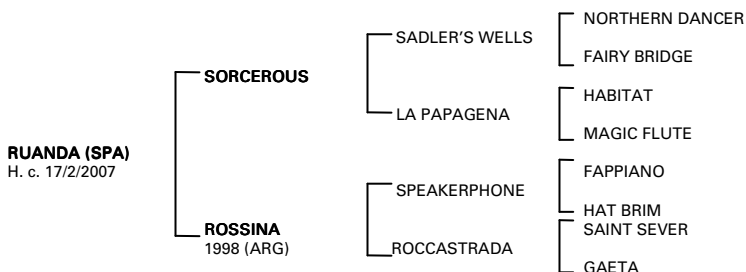 NORTHERN DANCER
SADLER'S WELLS
FAIRY BRIDGE
SORCEROUS
HABITAT
LA PAPAGENA
MAGIC FLUTE
RUANDA (SPA)
H. c. 17/2/2007
FAPPIANO
SPEAKERPHONE
HAT BRIM
ROSSINA
1998 (ARG)
SAINT SEVER
ROCCASTRADA
GAETA